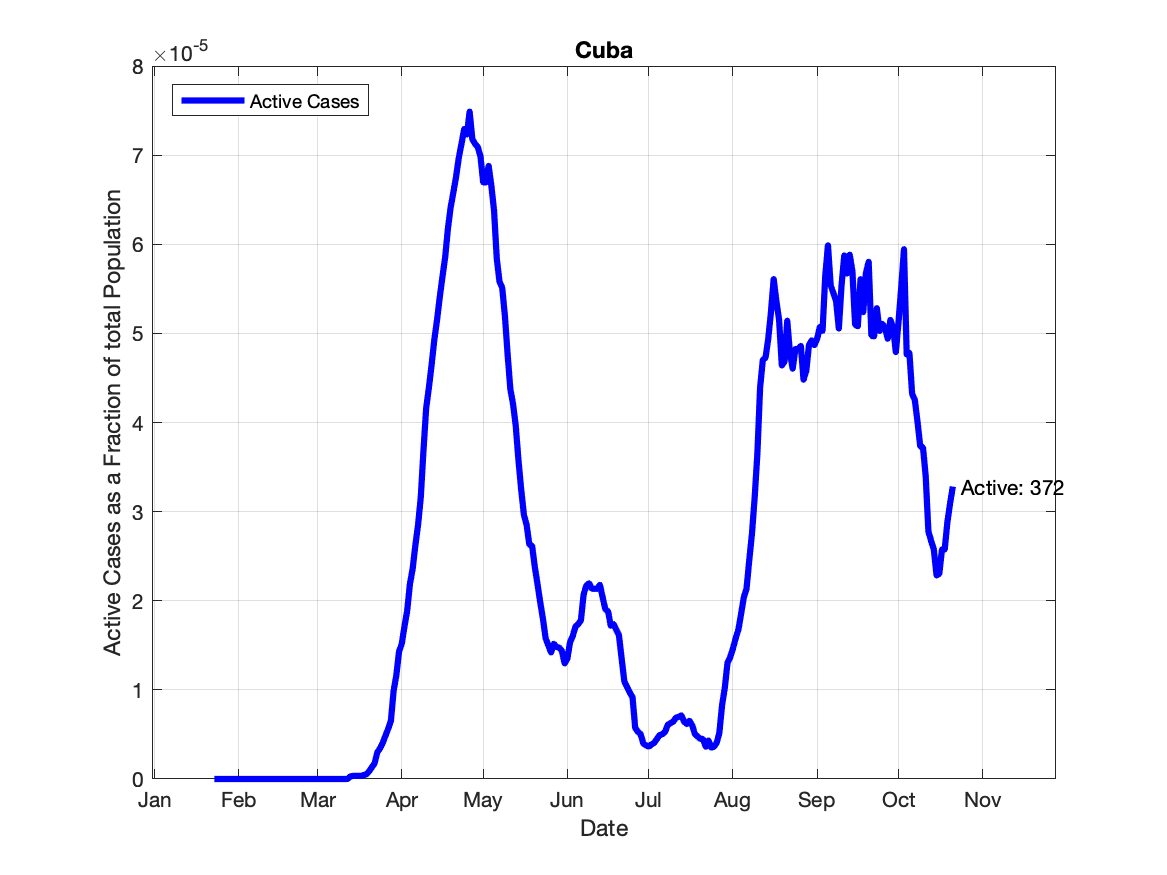 Cuba
×10-5
8
7
6
5
4
3
2
1
0
Active Cases
Active: 372
Active Cases as a Fraction of total Population
Jan Feb Mar Apr May Jun Jul Aug Sep Oct Nov
Date